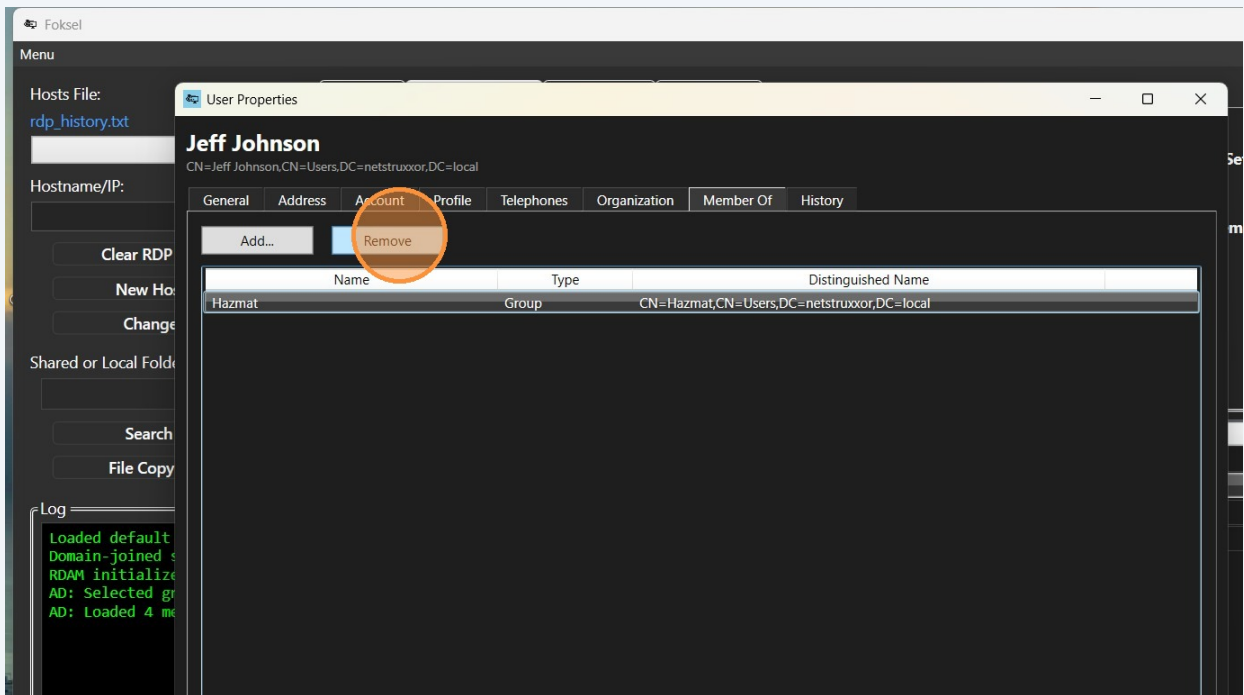 Foksel
Menu
Hosts File:
rdp_history.txt
Hostname/IP:
Clear RDP
New Ho
Change
Shared or Local Folde
Search
File Copy
Log
Loaded default
Domain-joined
RDAM initialize
AD: Selected gr
AD: Loaded 4 me
User Properties
Jeff Johnson
CN=Jeff Johnson,CN=Users,DC=netstruxxor,DC=local
General Address Account Profile Telephones Organization Member Of History
Add... Remove
Name Type Distinguished Name
Hazmat Group CN=Hazmat,CN=Users,DC=netstruxxor,DC=local